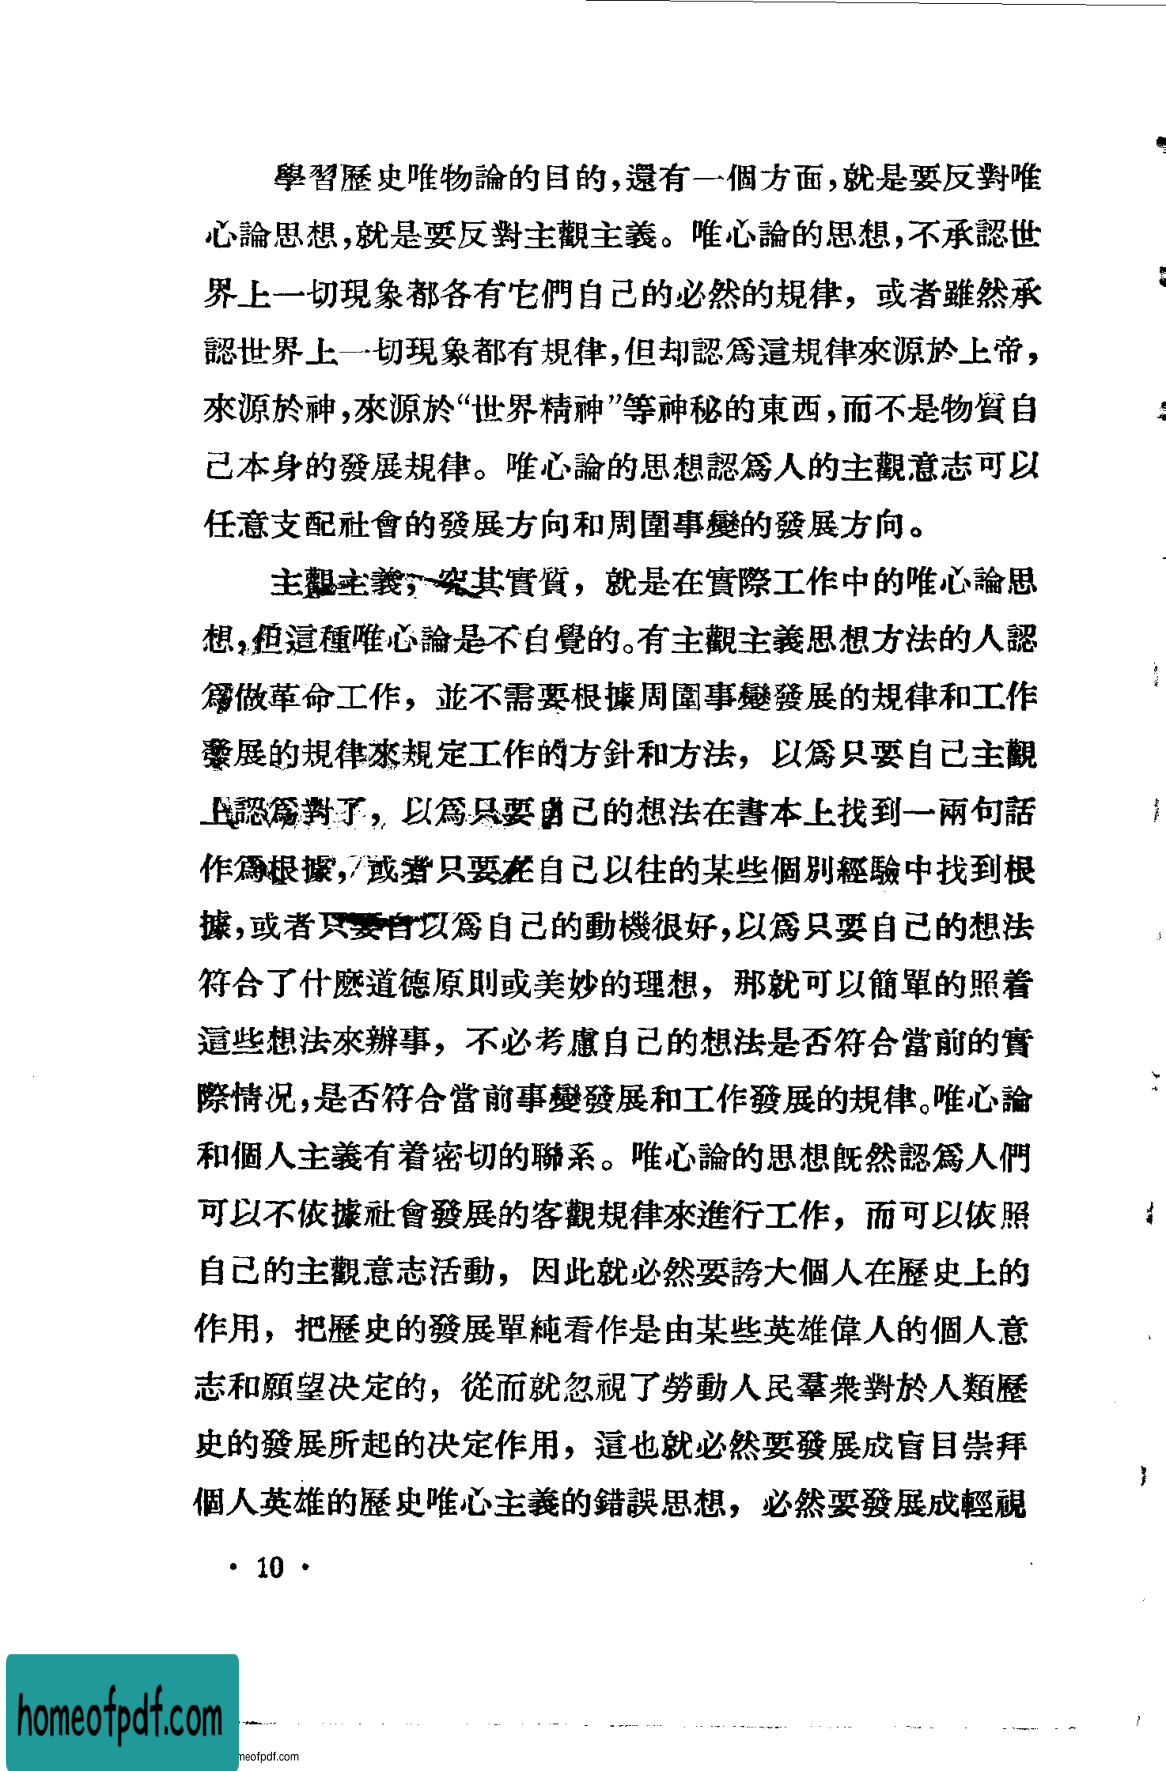 學習歷史唯物論的目的,還有一個方面,就是要反對唯
心論思想,就是要反對主觀主義。唯心論的思想,不承認世
界上一切現象都各有它們自己的必然的規律，或者雖然承
認世界上一切現象都有規律,但却認爲這規律來源於上帝,
來源於神,來源於“世界精神”等神秘的東西,而不是物質自
己本身的發展規律。唯心論的思想認爲人的主觀意志可以
任意支配社會的發展方向和周圍事變的發展方向。
主觀主義，究其實質，就是在實際工作中的唯心論思
想,但這種唯心論是不自覺的。有主觀主義思想方法的人認
爲做革命工作，並不需要根據周圍事變發展的規律和工作
發展的規律來規定工作的方針和方法，以爲只要自己主觀
上認爲對了，以爲只要自己的想法在書本上找到一兩句話
作爲根據，或者只要在自己以往的某些個別經驗中找到根
據,或者只要自以爲自己的動機很好,以爲只要自己的想法
符合了什麽道德原則或美妙的理想，那就可以簡單的照着
這些想法來辦事，不必考慮自己的想法是否符合當前的實
際情况,是否符合當前事變發展和工作發展的規律。唯心論
和個人主義有着密切的聯系。唯心論的思想既然認爲人們
可以不依據社會發展的客觀規律來進行工作，而可以依照
自己的主觀意志活動，因此就必然要誇大個人在歷史上的
作用，把歷史的發展單純看作是由某些英雄偉人的個人意
志和願望决定的，從而就忽視了勞動人民羣衆對於人類歷
史的發展所起的决定作用，這也就必然要發展成盲目崇拜
個人英雄的歷史唯心主義的錯誤思想，必然要發展成輕視
· 10 ·
homeofpdf.com
meofpdf.com